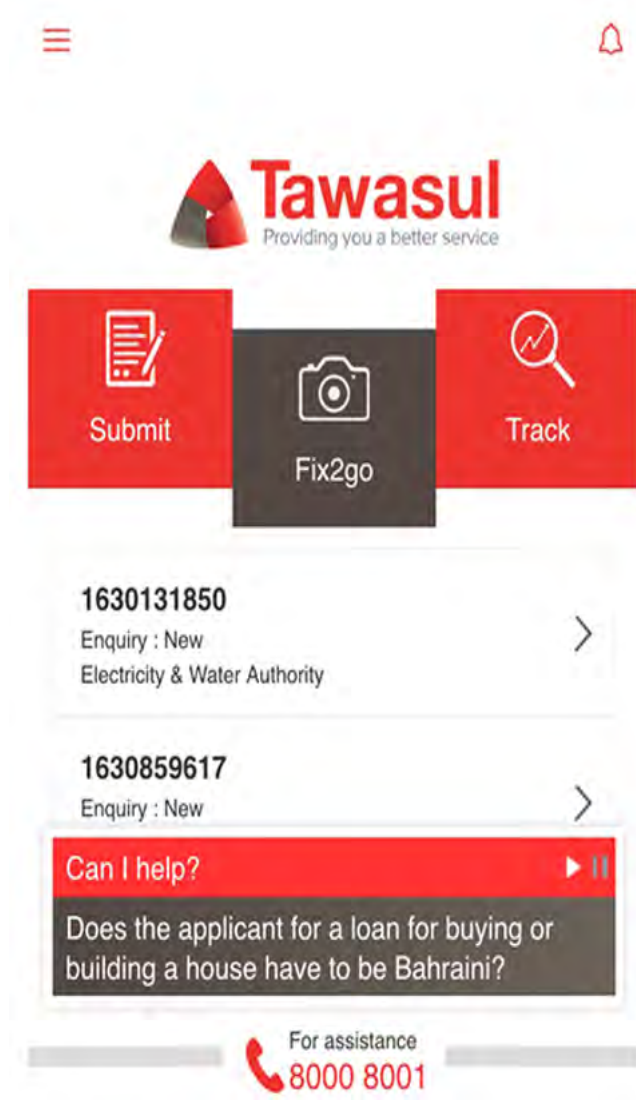 Tawasul
Providing you a better service
Submit
Fix2go
Track
1630131850
Enquiry : New
Electricity & Water Authority
1630859617
Enquiry : New
Can I help?
Does the applicant for a loan for buying or
building a house have to be Bahraini?
For assistance
8000 8001